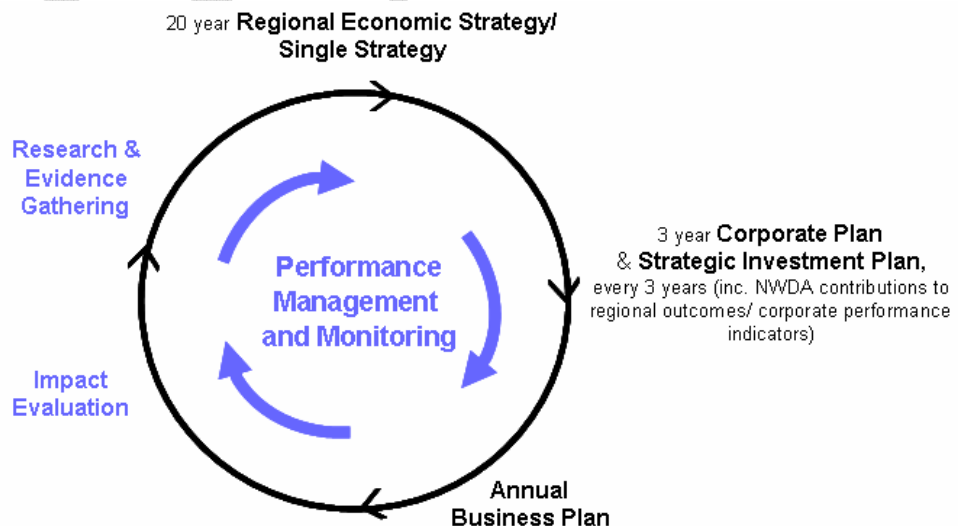 20 year Regional Economic Strategy/
Single Strategy
Research &
Evidence
Gathering
3 year Corporate Plan
& Strategic Investment Plan,
every 3 years (inc. NWDA contributions to
regional outcomes/ corporate performance
indicators)
Performance
Management
and Monitoring
Impact
Evaluation
Annual
Business Plan